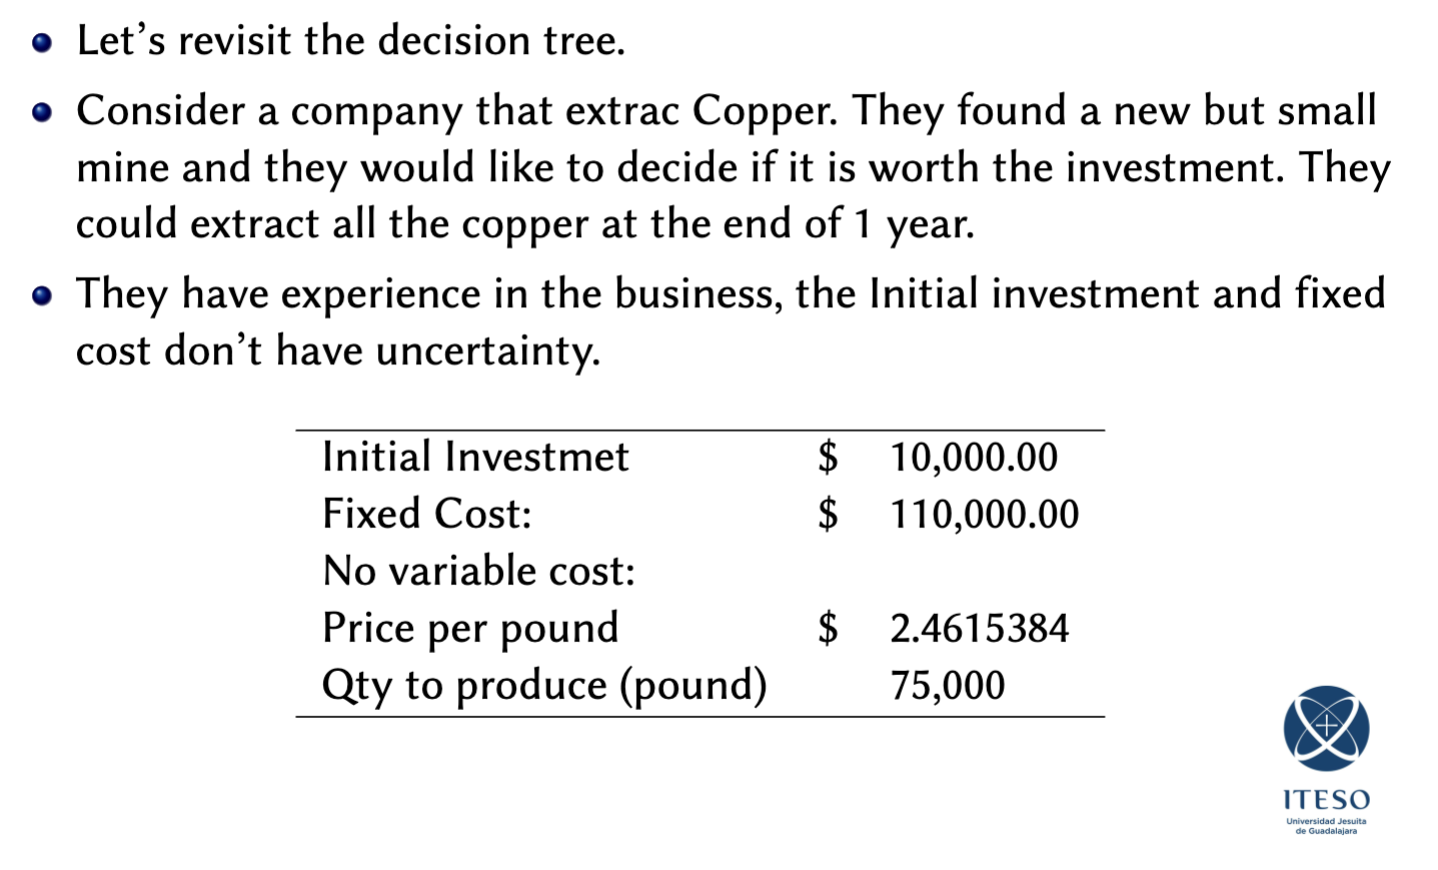 Let's revisit the decision tree.
Consider a company that extrac Copper. They found a new but small
mine and they would like to decide if it is worth the investment. They
could extract all the copper at the end of 1 year.
They have experience in the business, the Initial investment and fixed
cost don't have uncertainty.
Initial Investmet $ 10,000.00
Fixed Cost: $ 110,000.00
No variable cost:
Price per pound $ 2.4615384
Qty to produce (pound) 75,000
ITESO
Universidad Jesuita
de Guadalajara